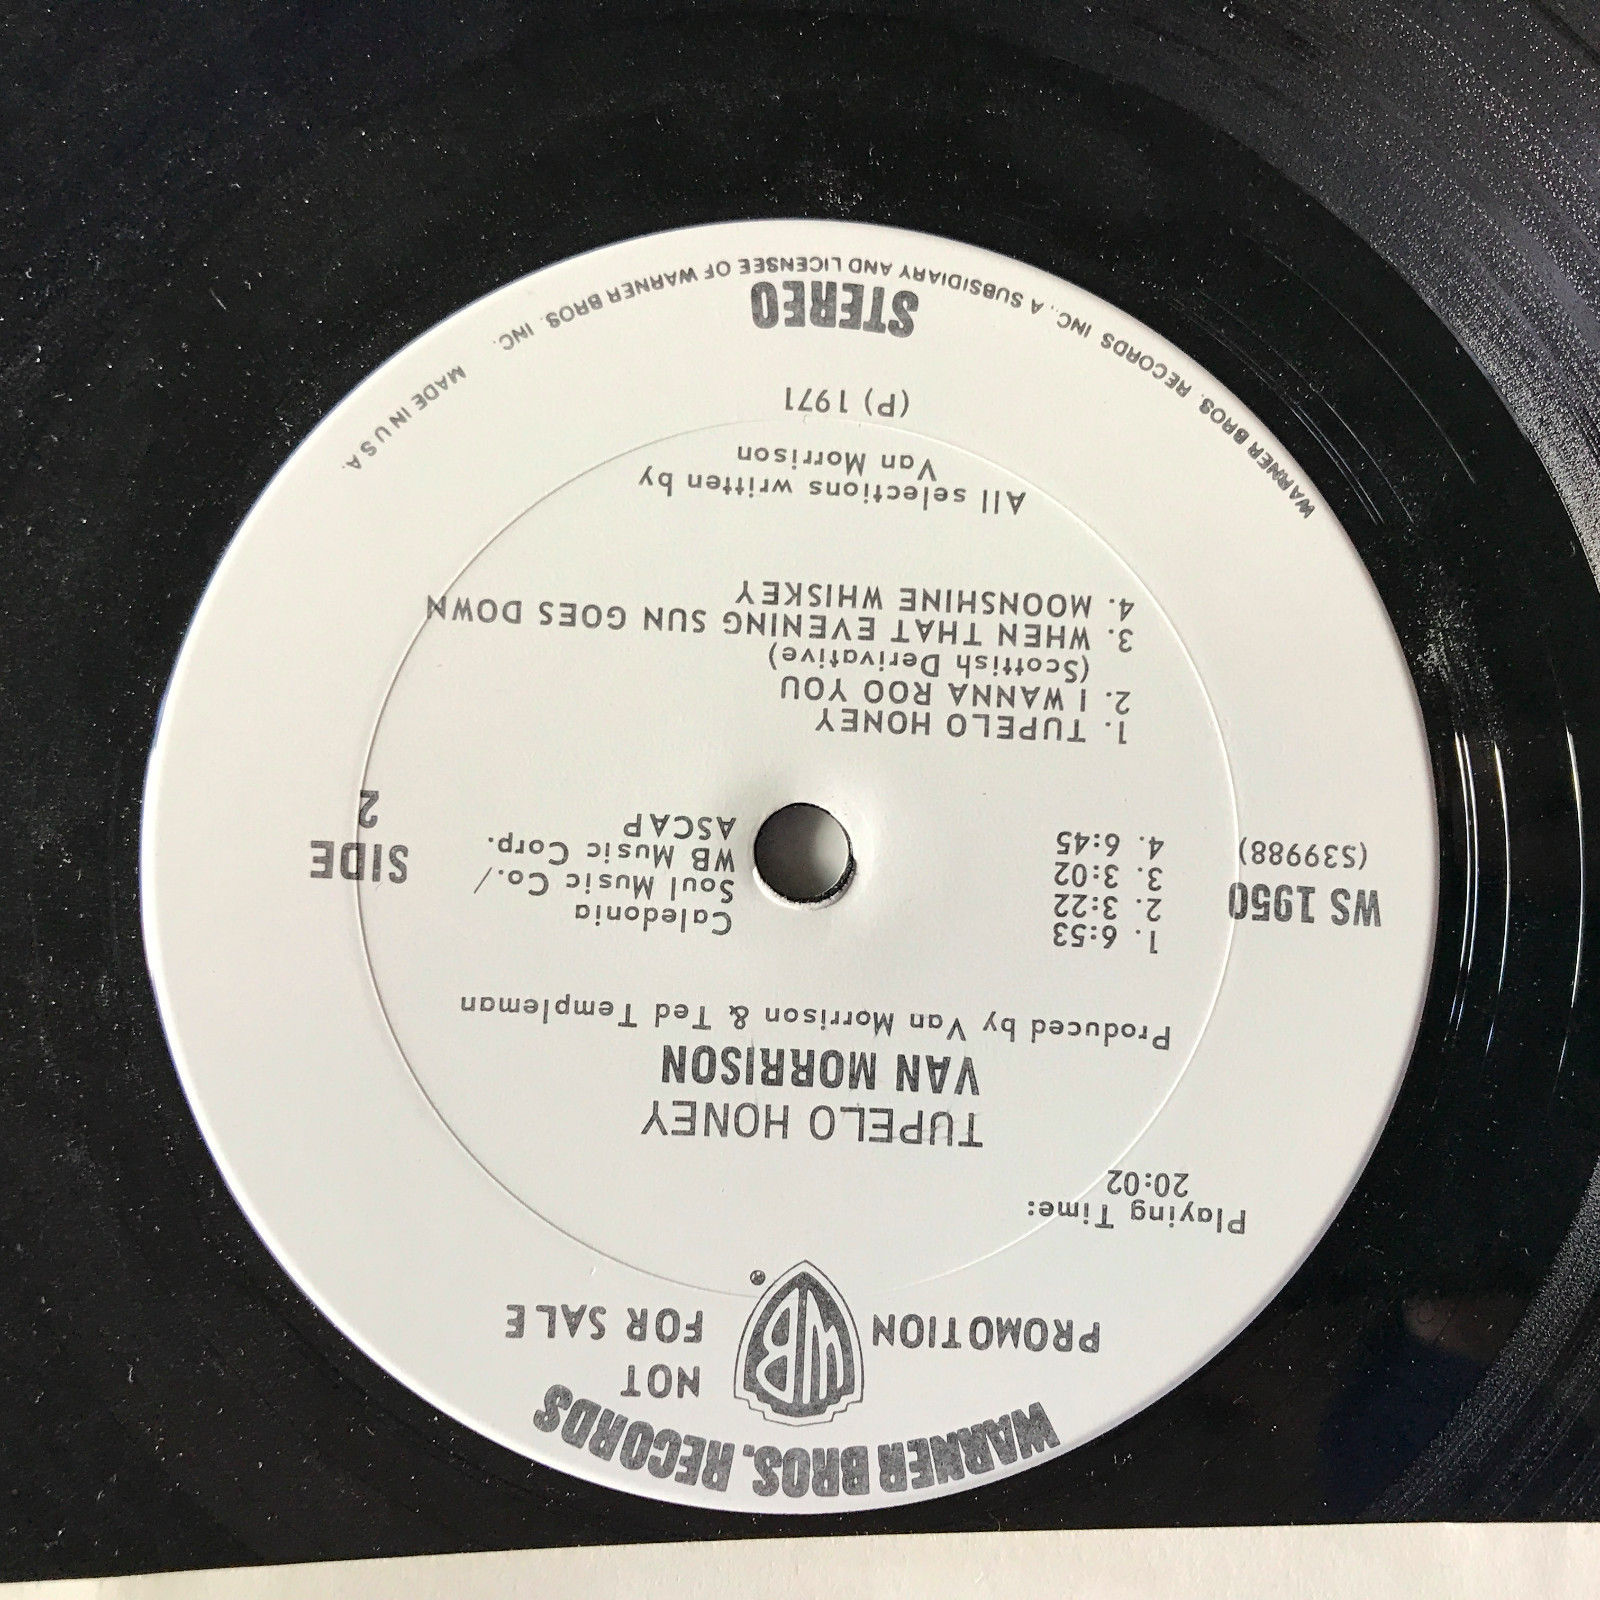 WARNER BROS. RECORDS
NOT
PROMOTION FOR SALE
WB
®
Playing Time:
20:02
TUPELO HONEY
VAN MORRISON
Produced by Van Morrison & Ted Templeman
WS 1950
(S39988)
1. 6:53
2. 3:22
3. 3:02
4. 6:45
Caledonia
Soul Music Co./
WB Music Corp.
ASCAP
SIDE
2
1. TUPELO HONEY
2. I WANNA ROO YOU
(Scottish Derivative)
3. WHEN THAT EVENING SUN GOES DOWN
4. MOONSHINE WHISKEY
All selections written by
Van Morrison
(P) 1971
STEREO
WARNER BROS. RECORDS INC., A SUBSIDIARY AND LICENSEE OF WARNER BROS. INC. MADE IN U.S.A.